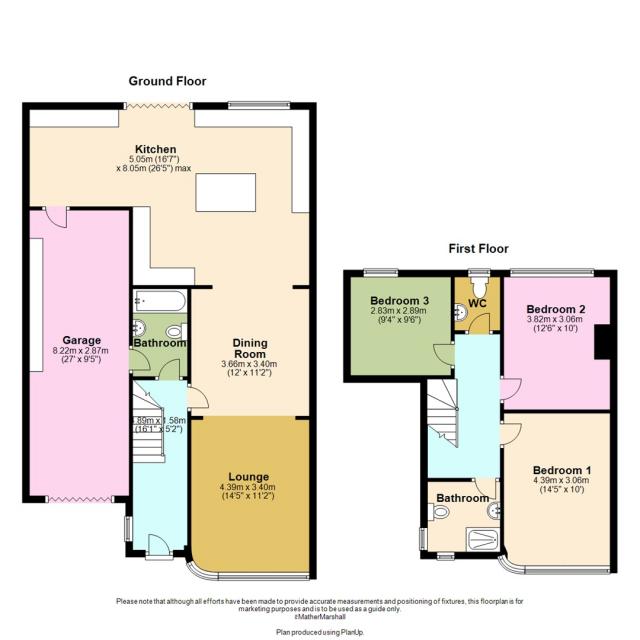 Ground Floor
Kitchen
5.05m (16'7")
x 8.05m (26'5") max
Garage
8.22m x 2.87m
(27' x 9'5")
Bathroom
Dining
Room
3.66m x 3.40m
(12' x 11'2")
.89m x 1.58m
(16'1" x 5'2")
Lounge
4.39m x 3.40m
(14'5" x 11'2")
First Floor
Bedroom 3
2.83m x 2.89m
(9'4" x 9'6")
WC
Bedroom 2
3.82m x 3.06m
(12'6" x 10')
Bedroom 1
4.39m x 3.06m
(14'5" x 10')
Bathroom
Please note that although all efforts have been made to provide accurate measurements and positioning of fixtures, this floorplan is for
marketing purposes and is to be used as a guide only.
#MatherMarshall
Plan produced using PlanUp.